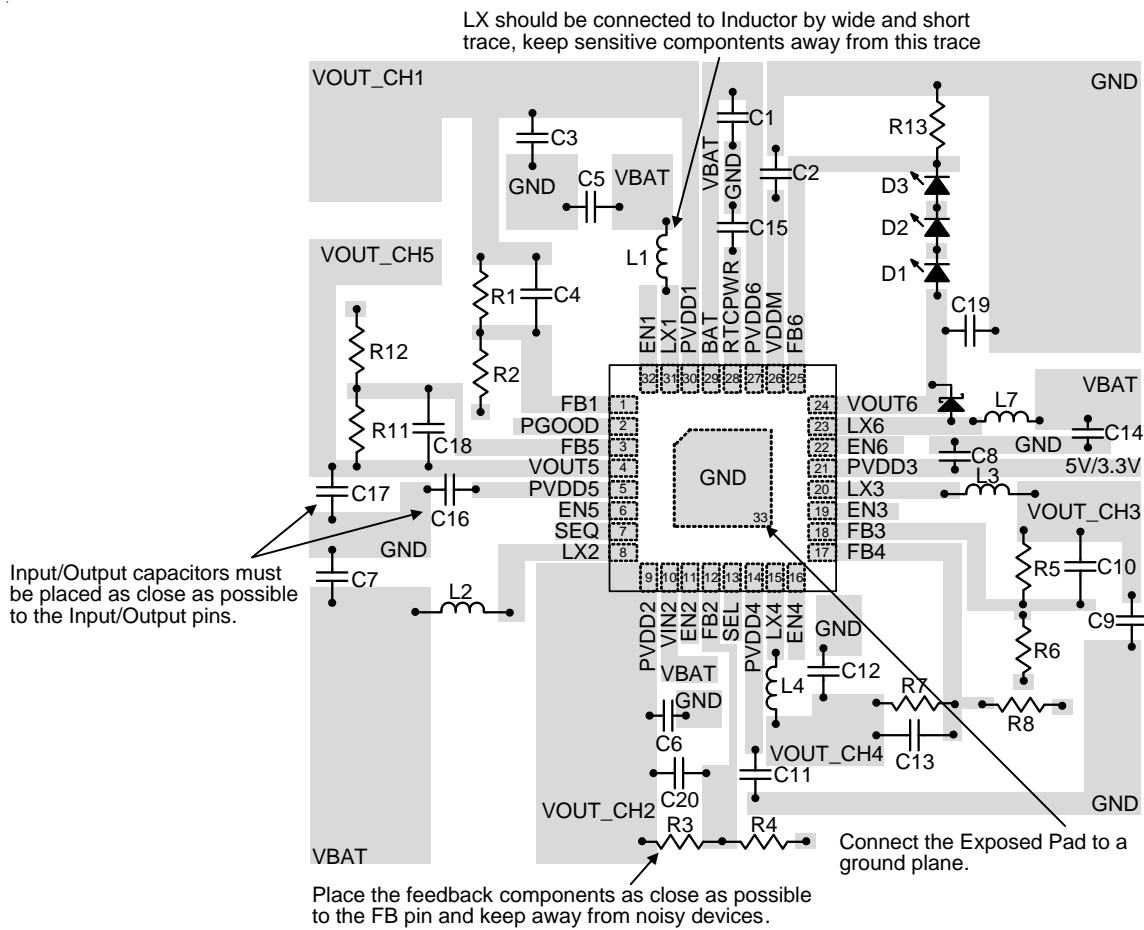 LX should be connected to Inductor by wide and short
trace, keep sensitive compontents away from this trace
VOUT_CH1
GND
C1
R13
C3
VBAT
GND
C2
GND
C5
VBAT
D3
D2
D1
C15
VOUT_CH5
L1
R1
C4
C19
EN1
LX1
PVDD1
BAT
RTCPWR
PVDD6
VDDM
FB6
R12
R2
32
31
30
29
28
27
26
25
VBAT
FB1
1
24
VOUT6
L7
PGOOD
2
23
LX6
C14
R11
C18
FB5
3
22
EN6
GND
C8
VOUT5
4
21
PVDD3
5V/3.3V
GND
L3
C17
C16
PVDD5
5
20
LX3
EN5
6
19
EN3
VOUT_CH3
SEQ
7
33
18
FB3
GND
LX2
8
17
FB4
Input/Output capacitors must
be placed as close as possible
to the Input/Output pins.
C7
L2
R5
C10
9
10
11
12
13
14
15
16
C9
PVDD2
VIN2
EN2
FB2
SEL
PVDD4
LX4
EN4
GND
R6
VBAT
C12
L4
R7
GND
R8
C6
VOUT_CH4
C13
C11
C20
VOUT_CH2
GND
R3
R4
VBAT
Connect the Exposed Pad to a
ground plane.
Place the feedback components as close as possible
to the FB pin and keep away from noisy devices.